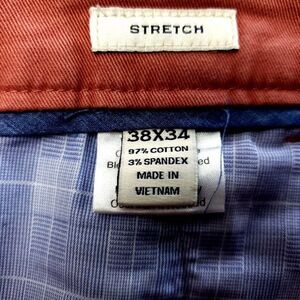 STRETCH
38X34
97% COTTON
3% SPANDEX
MADE IN
VIETNAM